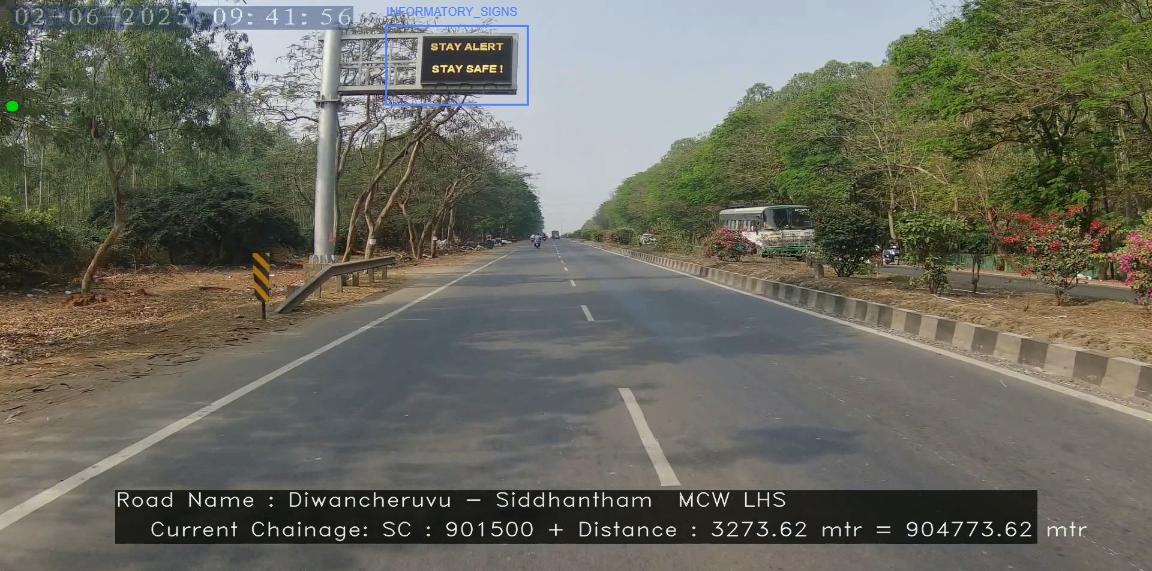 02-06-2025 09:41:56
INFORMATORY_SIGNS
STAY ALERT
STAY SAFE!
Road Name : Diwancheruvu - Siddhantham MCW LHS
Current Chainage: SC : 901500 + Distance : 3273.62 mtr = 904773.62 mtr